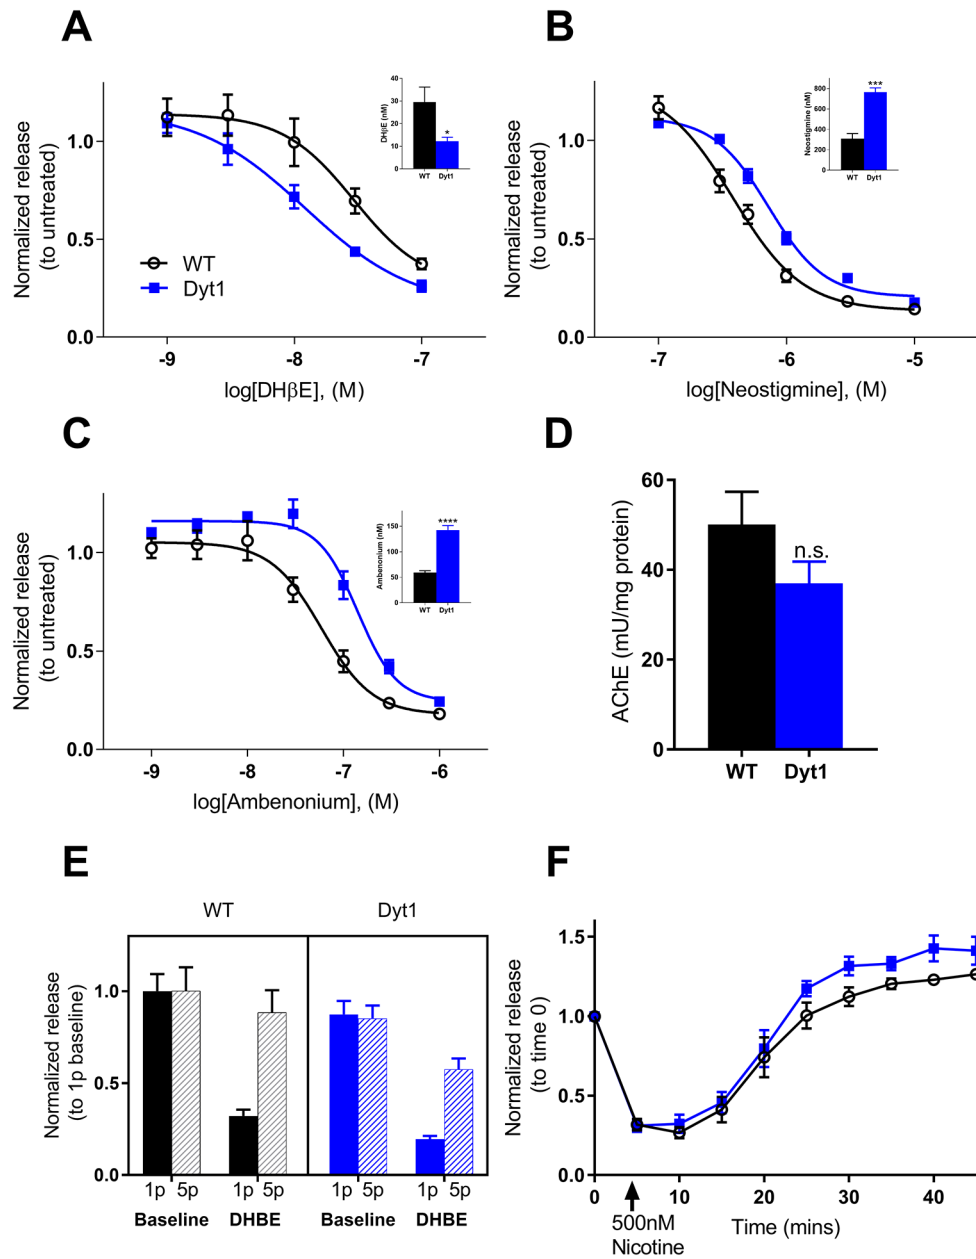 A
B
40
30
20
10
0
DHβE (nM)
*
WT
Dyt1
800
600
400
200
0
Neostigmine (nM)
***
WT
Dyt1
Normalized release
(to untreated)
1.0
0.5
0.0
WT
Dyt1
-9
-8
-7
log[DHβE], (M)
Normalized release
(to untreated)
1.0
0.5
0.0
-7
-6
-5
log[Neostigmine], (M)
C
D
Normalized release
(to untreated)
1.0
0.5
0.0
150
100
50
0
Ambenonium (nM)
****
WT
Dyt1
-9
-8
-7
-6
log[Ambenonium], (M)
AChE (mU/mg protein)
60
40
20
0
n.s.
WT
Dyt1
E
F
WT
Dyt1
Normalized release
(to 1p baseline)
1.0
0.5
0.0
1p 5p
1p 5p
1p 5p
1p 5p
Baseline
DHBE
Baseline
DHBE
Normalized release
(to time 0)
1.5
1.0
0.5
0.0
0
10
20
30
40
500nM
Nicotine
Time (mins)